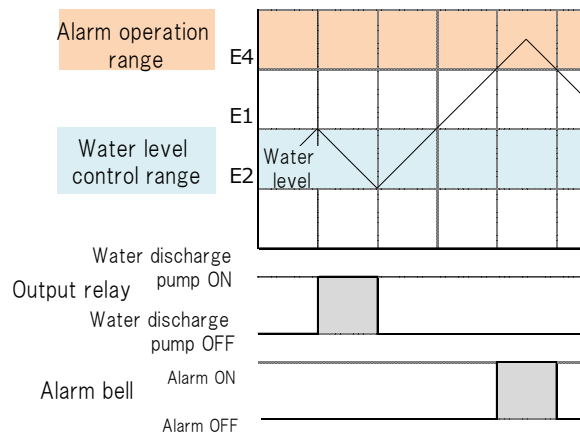 Alarm operation
range
E4
E1
Water level
control range
E2
Water
level
Water discharge
pump ON
Output relay
Water discharge
pump OFF
Alarm ON
Alarm bell
Alarm OFF